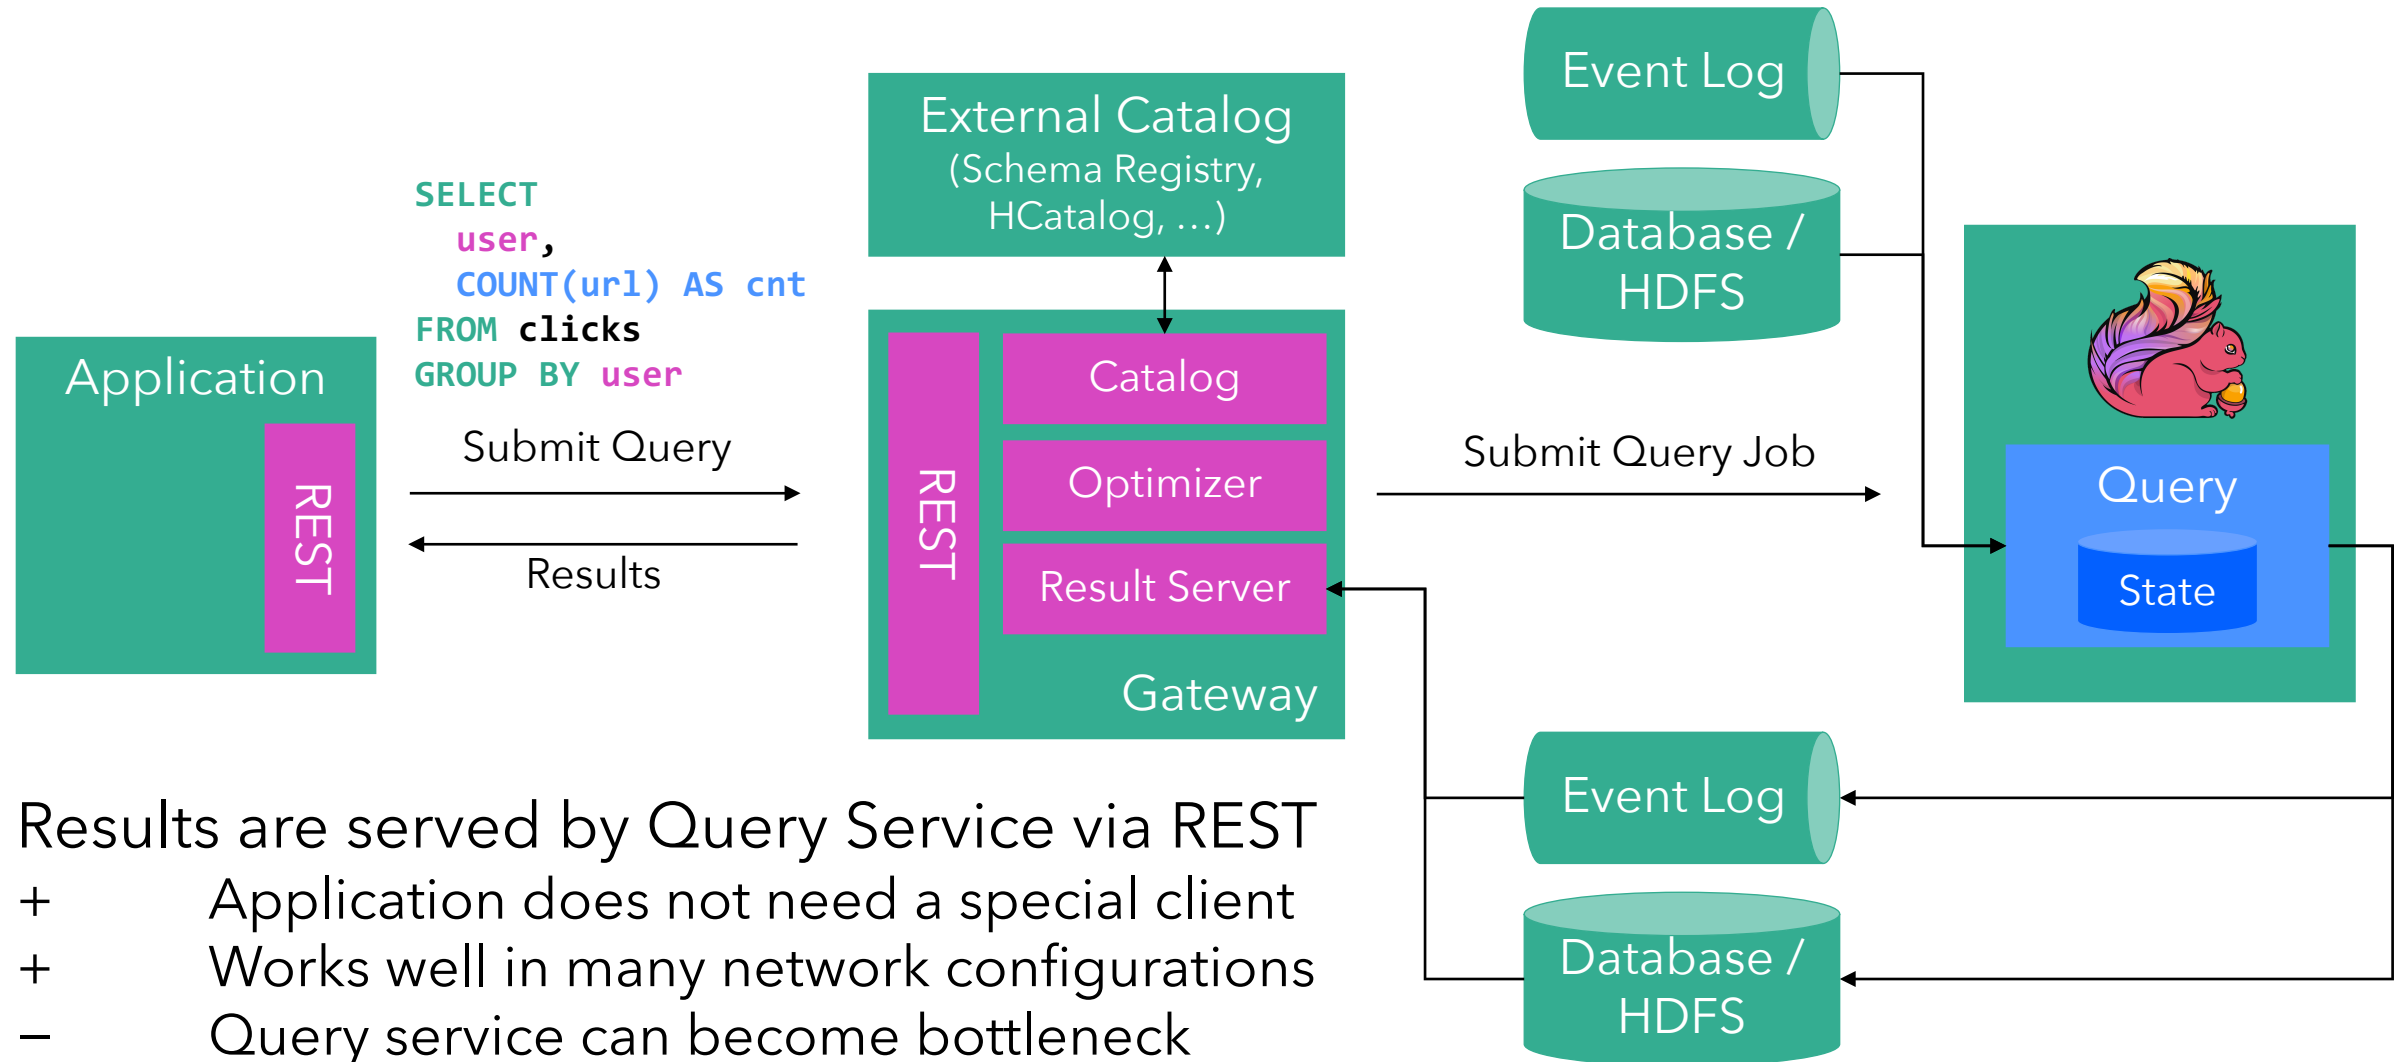 Event Log
External Catalog
(Schema Registry,
HCatalog, …)
SELECT
user,
COUNT(url) AS cnt
FROM clicks
GROUP BY user
Database /
HDFS
Application
REST
Submit Query
Results
REST
Catalog
Optimizer
Result Server
Gateway
Submit Query Job
Query
State
Event Log
Database /
HDFS
Results are served by Query Service via REST
+ Application does not need a special client
+ Works well in many network configurations
– Query service can become bottleneck